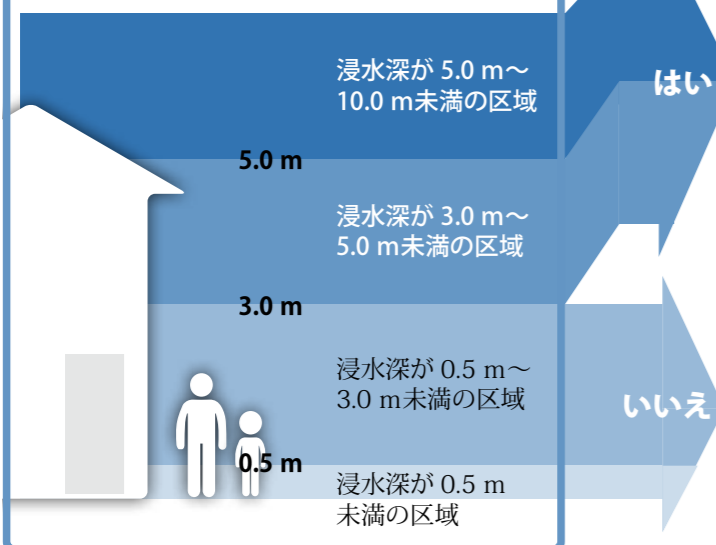 浸水深が 5.0 m～
10.0 m未満の区域
はい
5.0 m
浸水深が 3.0 m～
5.0 m未満の区域
3.0 m
浸水深が 0.5 m～
3.0 m未満の区域
いいえ
0.5 m
浸水深が 0.5 m
未満の区域